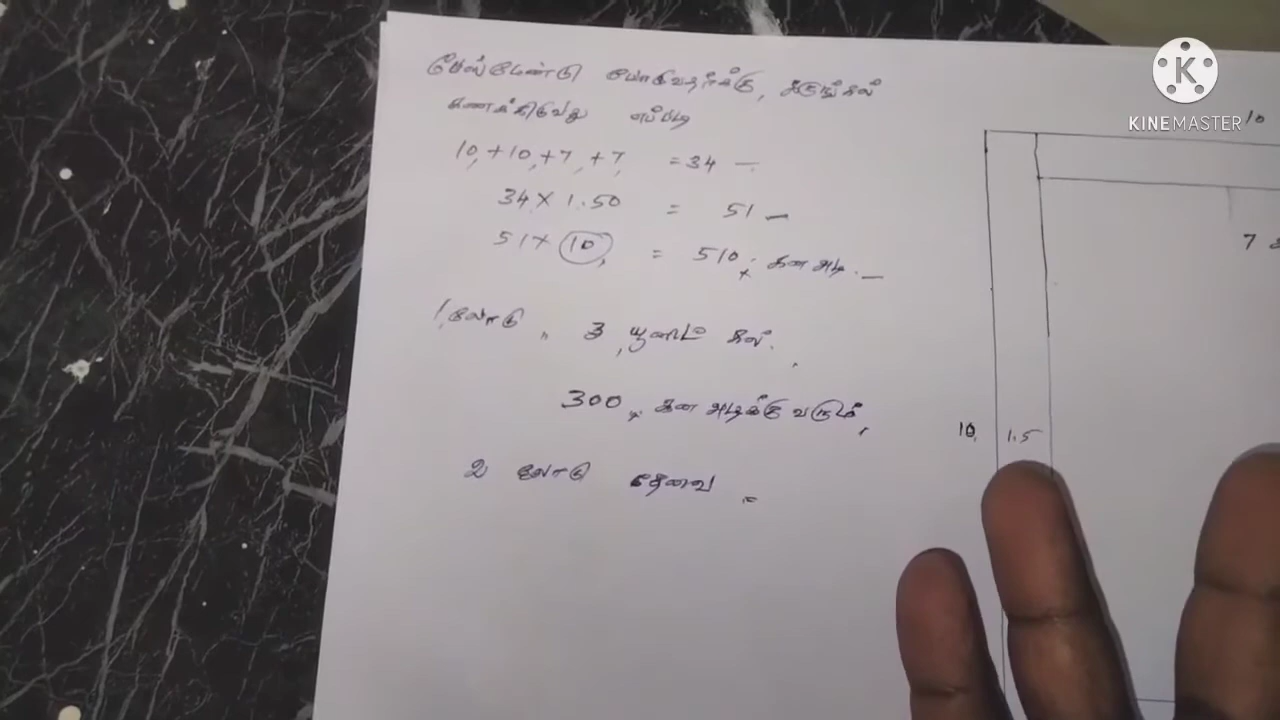 பேஸ்மேண்டு போடுவதர்க்கு, கருங்கல்
கணக்கிடுவது எப்படி
10,+10,+7,+7, =34 —
34 × 1.50 = 51 —
51 × 10, = 510, கன அடி. —
1,லோடு ,, 3, யூனிட் கல்.
300, கன அடிக்கு வரும்,
2 லோடு தேவை =
10
7
10, 1.5
K
KINEMASTER